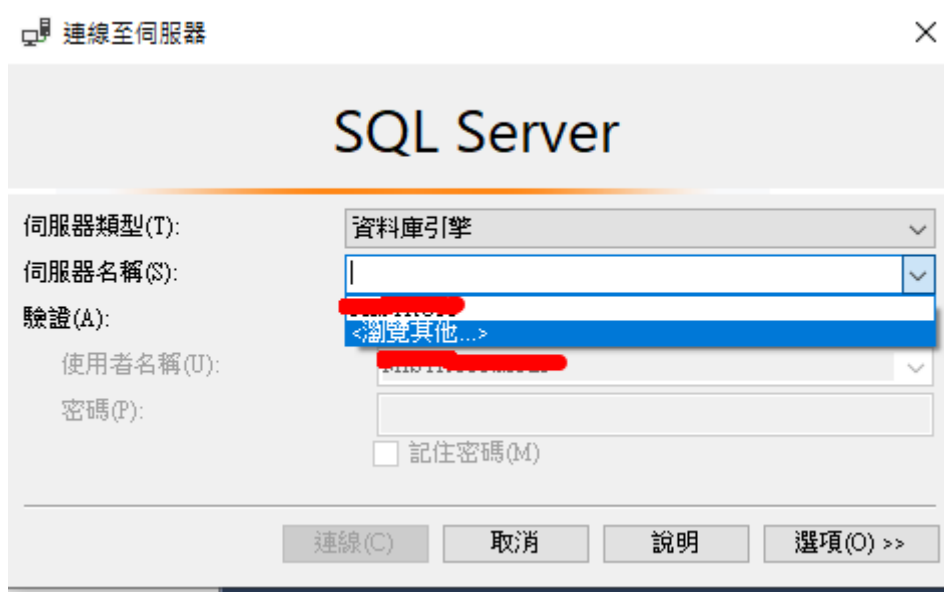 連線至伺服器
SQL Server
伺服器類型(T):
資料庫引擎
伺服器名稱(S):
<瀏覽其他...>
驗證(A):
使用者名稱(U):
密碼(P):
記住密碼(M)
連線(C)
取消
說明
選項(O) >>